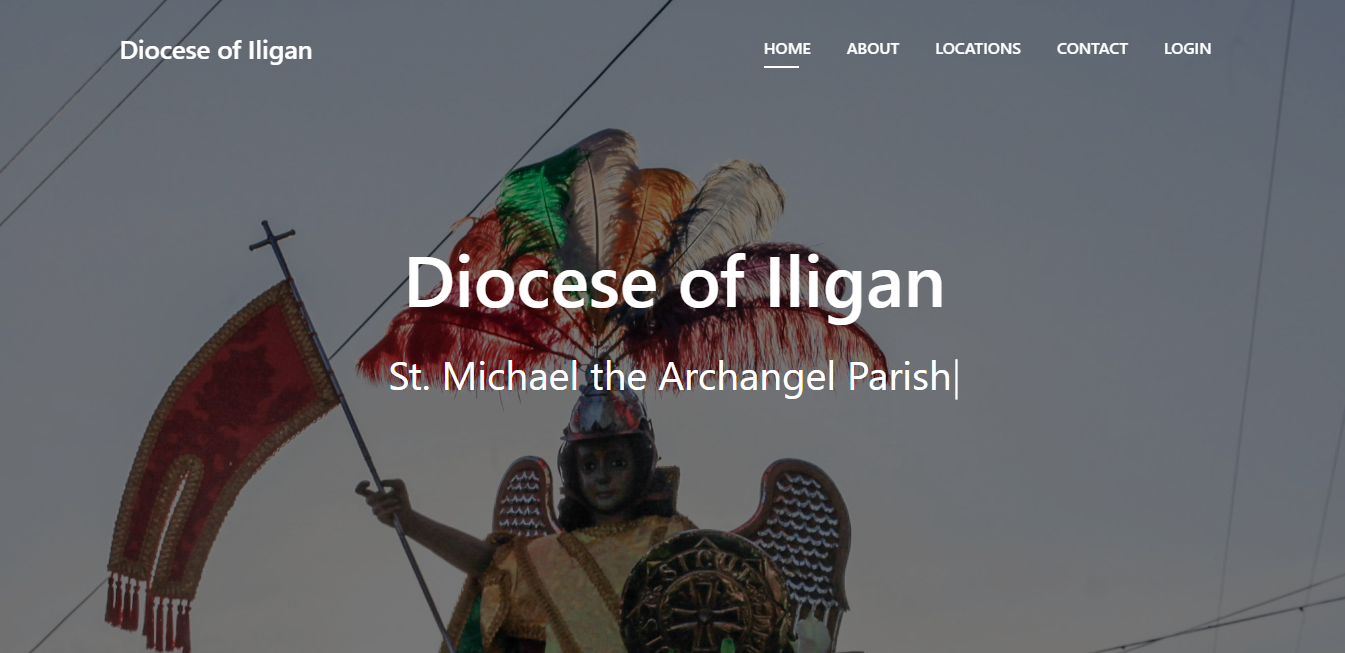 Diocese of Iligan
HOME ABOUT LOCATIONS CONTACT LOGIN
Diocese of Iligan
St. Michael the Archangel Parish|